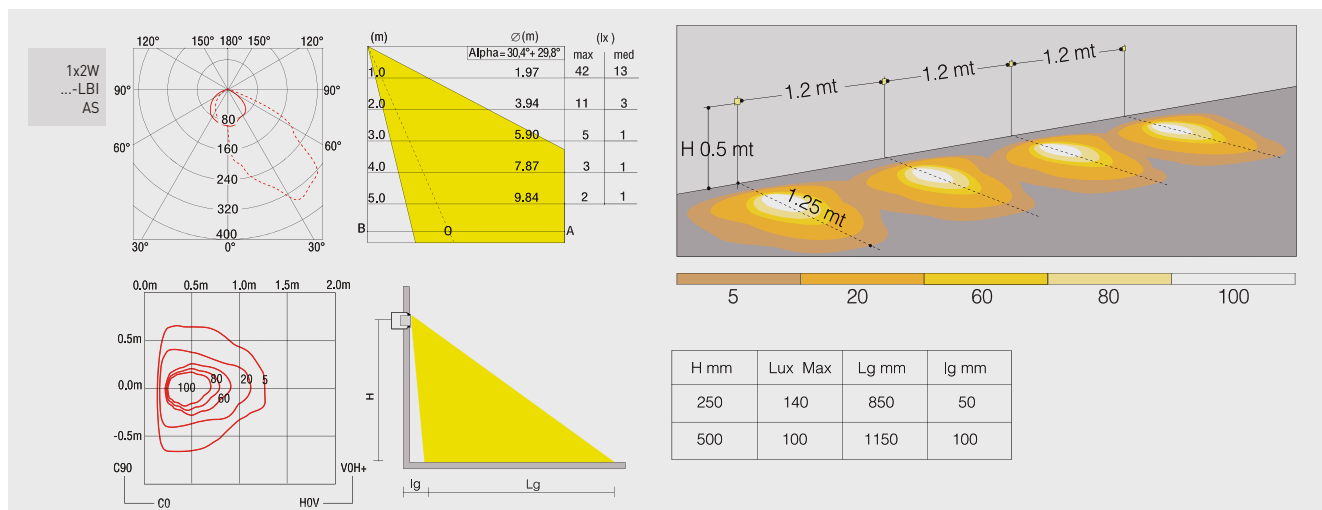 1x2W
...-LBI
AS
120° 150° 180° 150° 120°
90° 90°
80
60° 160 60°
240
320
400
30° 0° 30°
(m) ∅(m) (lx )
Alpha=30,4°+29,8° max med
1.0 1.97 42 13
2.0 3.94 11 3
3.0 5.90 5 1
4.0 7.87 3 1
5.0 9.84 2 1
B O A
1.2 mt 1.2 mt 1.2 mt
H 0.5 mt
1.25 mt
5 20 60 80 100
0.0m 0.5m 1.0m 1.5m 2.0m
0.5m
0.0m 100 80 60 20 5
-0.5m
C90 V0H+
C0 H0V
H
lg Lg
H mm Lux Max Lg mm lg mm
250 140 850 50
500 100 1150 100